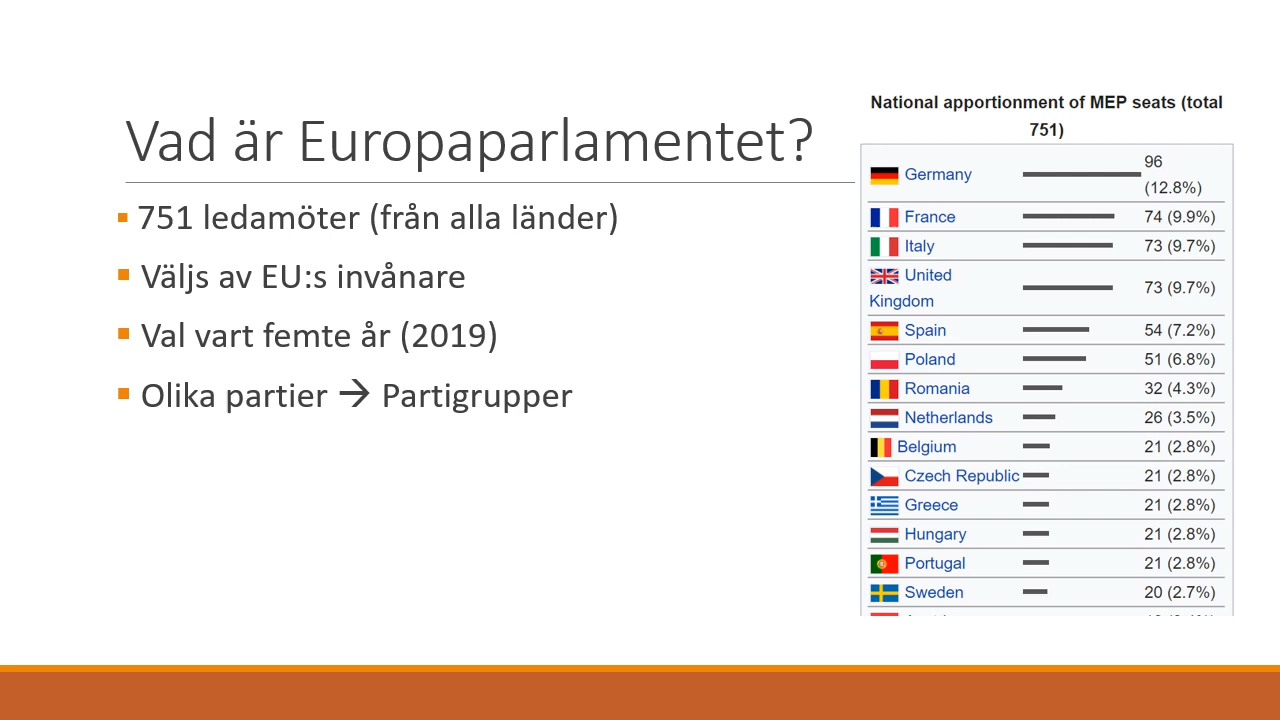 Vad är Europaparlamentet?
751 ledamöter (från alla länder)
Väljs av EU:s invånare
Val vart femte år (2019)
Olika partier → Partigrupper
National apportionment of MEP seats (total
751)
Germany 96
(12.8%)
France 74 (9.9%)
Italy 73 (9.7%)
United
Kingdom 73 (9.7%)
Spain 54 (7.2%)
Poland 51 (6.8%)
Romania 32 (4.3%)
Netherlands 26 (3.5%)
Belgium 21 (2.8%)
Czech Republic 21 (2.8%)
Greece 21 (2.8%)
Hungary 21 (2.8%)
Portugal 21 (2.8%)
Sweden 20 (2.7%)